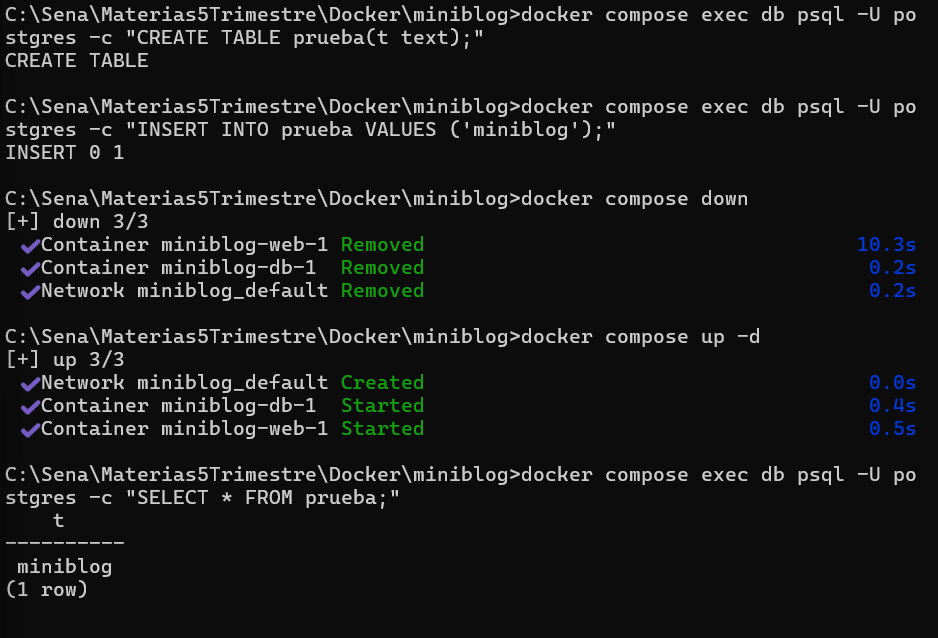 C:\Sena\Materias5Trimestre\Docker\miniblog>docker compose exec db psql -U po
stgres -c "CREATE TABLE prueba(t text);"
CREATE TABLE
C:\Sena\Materias5Trimestre\Docker\miniblog>docker compose exec db psql -U po
stgres -c "INSERT INTO prueba VALUES ('miniblog');"
INSERT 0 1
C:\Sena\Materias5Trimestre\Docker\miniblog>docker compose down
[+] down 3/3
✔Container miniblog-web-1 Removed 10.3s
✔Container miniblog-db-1 Removed 0.2s
✔Network miniblog_default Removed 0.2s
C:\Sena\Materias5Trimestre\Docker\miniblog>docker compose up -d
[+] up 3/3
✔Network miniblog_default Created 0.0s
✔Container miniblog-db-1 Started 0.4s
✔Container miniblog-web-1 Started 0.5s
C:\Sena\Materias5Trimestre\Docker\miniblog>docker compose exec db psql -U po
stgres -c "SELECT * FROM prueba;"
t
----------
miniblog
(1 row)